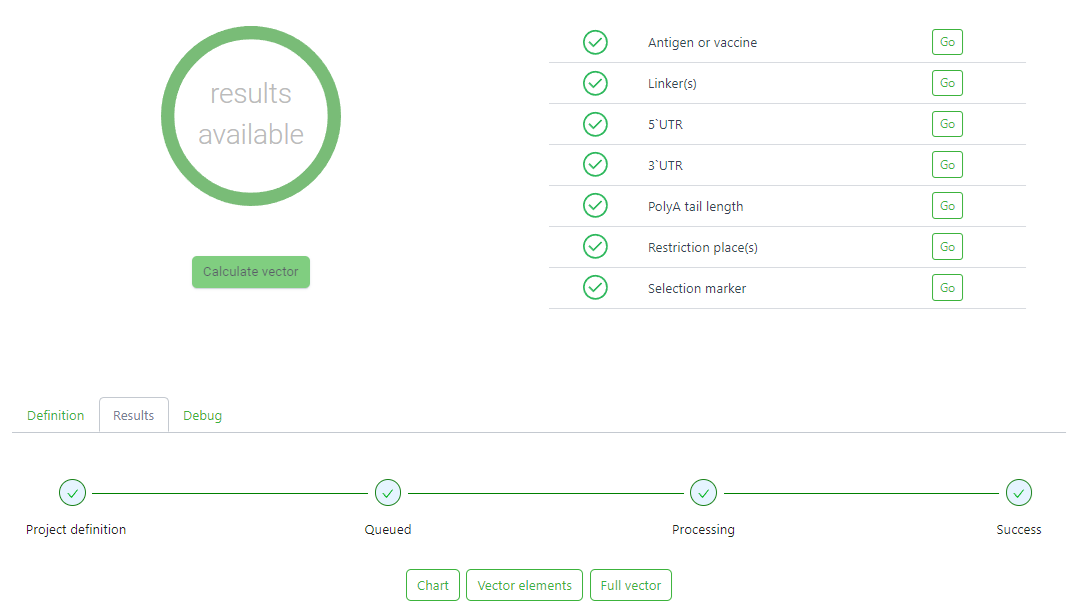 results
available
Calculate vector
Antigen or vaccine Go
Linker(s) Go
5`UTR Go
3`UTR Go
PolyA tail length Go
Restriction place(s) Go
Selection marker Go
Definition Results Debug
Project definition Queued Processing Success
Chart Vector elements Full vector